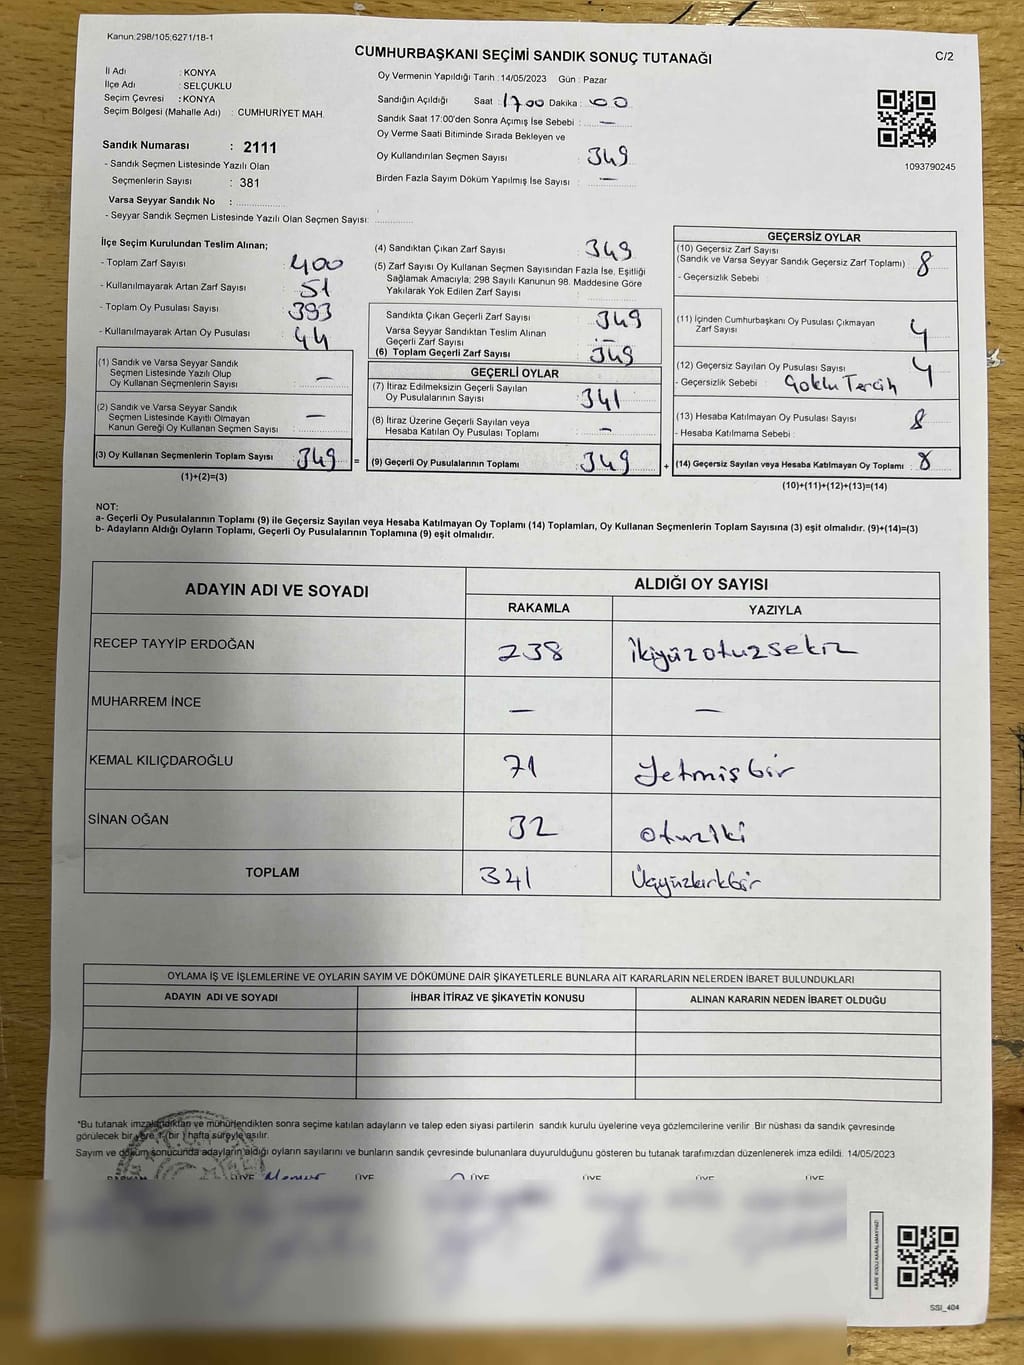 Kanun:298/105;6271/18-1
CUMHURBAŞKANI SEÇİMİ SANDIK SONUÇ TUTANAĞI
C/2
İl Adı : KONYA
İlçe Adı : SELÇUKLU
Seçim Çevresi : KONYA
Seçim Bölgesi (Mahalle Adı) : CUMHURİYET MAH.
Sandık Numarası : 2111
- Sandık Seçmen Listesinde Yazılı Olan
Seçmenlerin Sayısı : 381
Varsa Seyyar Sandık No :
- Seyyar Sandık Seçmen Listesinde Yazılı Olan Seçmen Sayısı:
Oy Vermenin Yapıldığı Tarih : 14/05/2023 Gün : Pazar
Sandığın Açıldığı Saat : 1700 Dakika : 00
Sandık Saat 17:00'den Sonra Açımış İse Sebebi : —
Oy Verme Saati Bitiminde Sırada Bekleyen ve
Oy Kullandırılan Seçmen Sayısı 349
Birden Fazla Sayım Döküm Yapılmış İse Sayısı : —
1093790245
İlçe Seçim Kurulundan Teslim Alınan;
- Toplam Zarf Sayısı 400
- Kullanılmayarak Artan Zarf Sayısı : 51
- Toplam Oy Pusulası Sayısı : 393
- Kullanılmayarak Artan Oy Pusulası : 44
(1) Sandık ve Varsa Seyyar Sandık
Seçmen Listesinde Yazılı Olup
Oy Kullanan Seçmenlerin Sayısı : —
(2) Sandık ve Varsa Seyyar Sandık
Seçmen Listesinde Kayıtlı Olmayan
Kanun Gereği Oy Kullanan Seçmen Sayısı : —
(3) Oy Kullanan Seçmenlerin Toplam Sayısı : 349 =
(1)+(2)=(3)
(4) Sandıktan Çıkan Zarf Sayısı 349
(5) Zarf Sayısı Oy Kullanan Seçmen Sayısından Fazla İse, Eşitliği
Sağlamak Amacıyla; 298 Sayılı Kanunun 98. Maddesine Göre
Yakılarak Yok Edilen Zarf Sayısı :
Sandıkta Çıkan Geçerli Zarf Sayısı : 349
Varsa Seyyar Sandıktan Teslim Alınan
Geçerli Zarf Sayısı : —
(6) Toplam Geçerli Zarf Sayısı : 349
GEÇERLİ OYLAR
(7) İtiraz Edilmeksizin Geçerli Sayılan
Oy Pusulalarının Sayısı : 341
(8) İtiraz Üzerine Geçerli Sayılan veya
Hesaba Katılan Oy Pusulası Toplamı : —
(9) Geçerli Oy Pusulalarının Toplamı : 349 +
GEÇERSİZ OYLAR
(10) Geçersiz Zarf Sayısı
(Sandık ve Varsa Seyyar Sandık Geçersiz Zarf Toplamı) : 8
- Geçersizlik Sebebi
(11) İçinden Cumhurbaşkanı Oy Pusulası Çıkmayan
Zarf Sayısı 4
(12) Geçersiz Sayılan Oy Pusulası Sayısı : 4
- Geçersizlik Sebebi : Çoklu Tercih
(13) Hesaba Katılmayan Oy Pusulası Sayısı : 8
- Hesaba Katılmama Sebebi :
(14) Geçersiz Sayılan veya Hesaba Katılmayan Oy Toplamı : 8
(10)+(11)+(12)+(13)=(14)
NOT:
a- Geçerli Oy Pusulalarının Toplamı (9) ile Geçersiz Sayılan veya Hesaba Katılmayan Oy Toplamı (14) Toplamları, Oy Kullanan Seçmenlerin Toplam Sayısına (3) eşit olmalıdır. (9)+(14)=(3)
b- Adayların Aldığı Oyların Toplamı, Geçerli Oy Pusulalarının Toplamına (9) eşit olmalıdır.
ADAYIN ADI VE SOYADI ALDIĞI OY SAYISI
RAKAMLA YAZIYLA
RECEP TAYYİP ERDOĞAN 238 İkiyüzotuzsekiz
MUHARREM İNCE — —
KEMAL KILIÇDAROĞLU 71 Yetmişbir
SİNAN OĞAN 32 otuziki
TOPLAM 341 Üçyüzkırkbir
OYLAMA İŞ VE İŞLEMLERİNE VE OYLARIN SAYIM VE DÖKÜMÜNE DAİR ŞİKAYETLERLE BUNLARA AİT KARARLARIN NELERDEN İBARET BULUNDUKLARI
ADAYIN ADI VE SOYADI İHBAR İTİRAZ VE ŞİKAYETİN KONUSU ALINAN KARARIN NEDEN İBARET OLDUĞU
*Bu tutanak imzalandıktan ve mühürlendikten sonra seçime katılan adayların ve talep eden siyasi partilerin sandık kurulu üyelerine veya gözlemcilerine verilir. Bir nüshası da sandık çevresinde
görülecek bir yere 1 (bir) hafta süreyle asılır.
Sayım ve döküm sonucunda adayların aldığı oyların sayılarını ve bunların sandık çevresinde bulunanlara duyurulduğunu gösteren bu tutanak tarafımızdan düzenlenerek imza edildi. 14/05/2023
ÜYE Memur ÜYE ÜYE ÜYE ÜYE ÜYE
KARE KODU KARALAMAYINIZ!
SSI_404